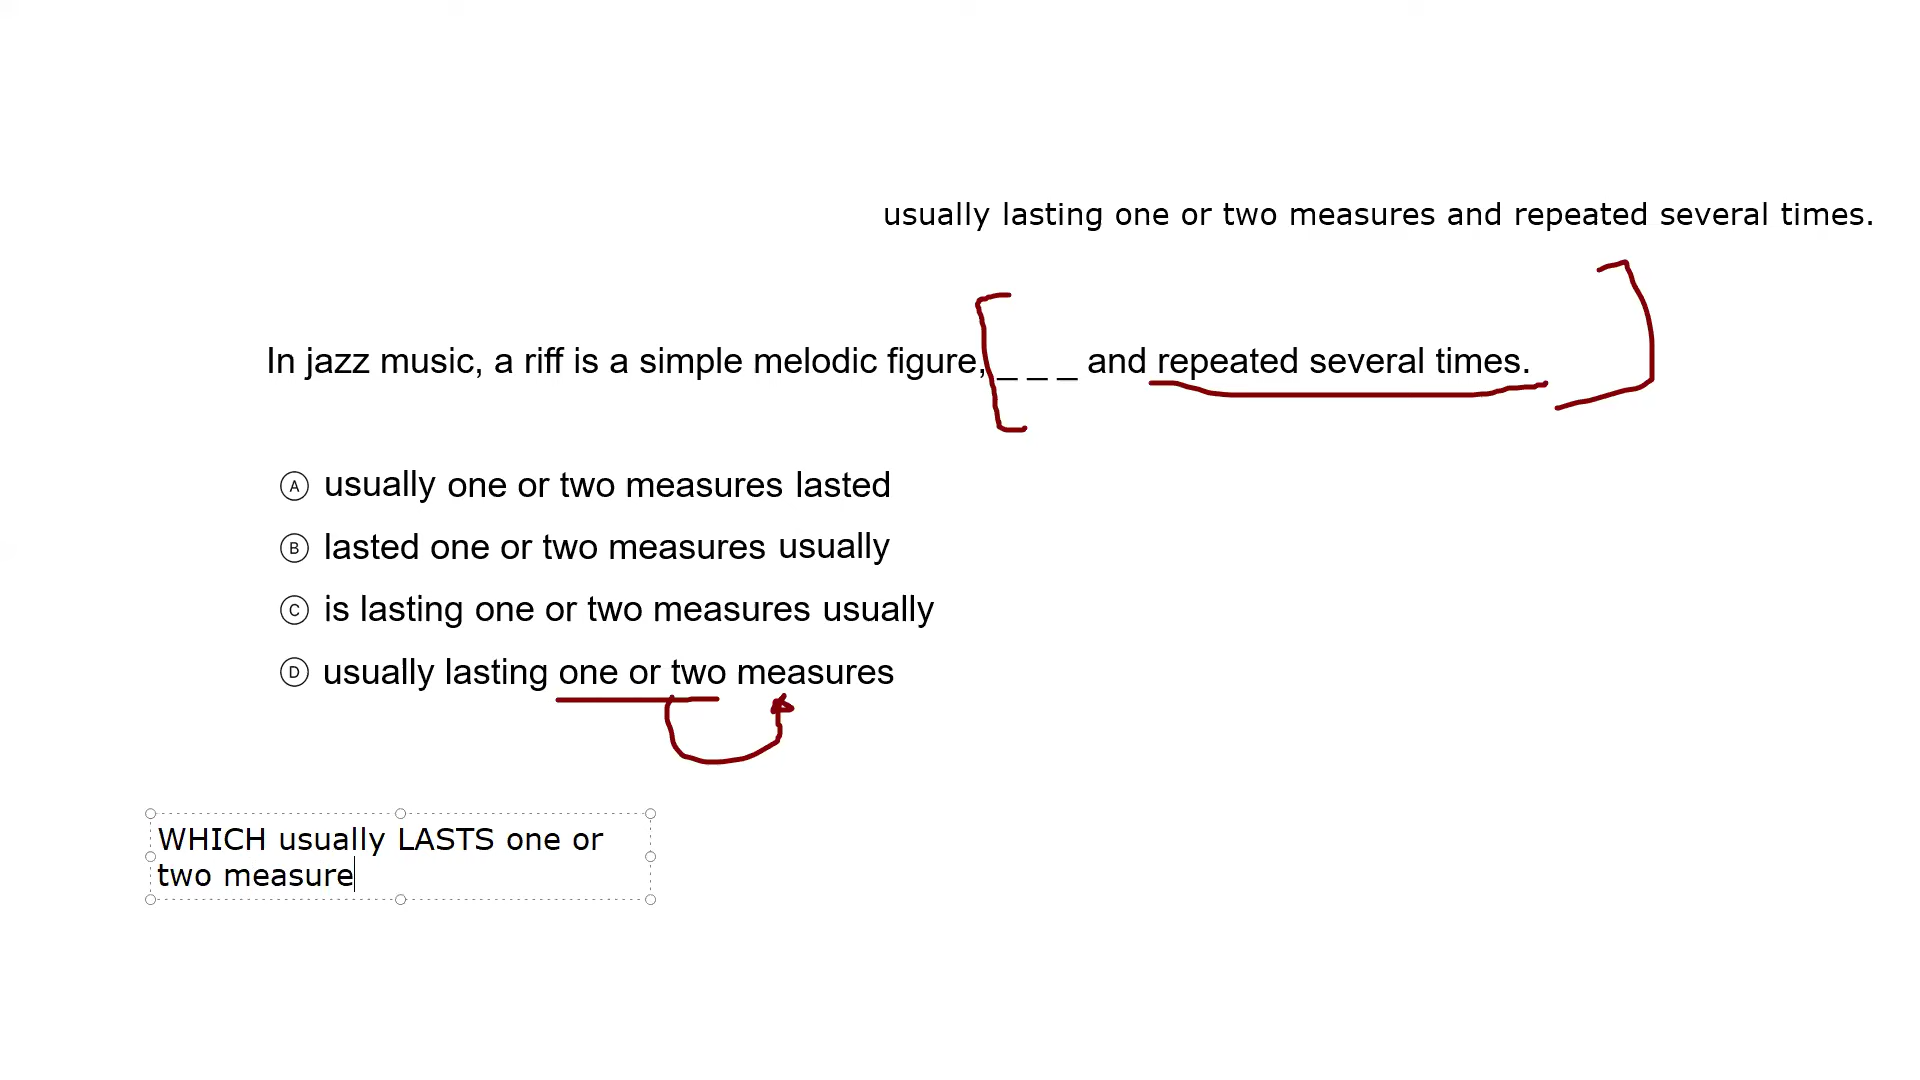 usually lasting one or two measures and repeated several times.
In jazz music, a riff is a simple melodic figure, _ _ _ and repeated several times.
A usually one or two measures lasted
B lasted one or two measures usually
C is lasting one or two measures usually
D usually lasting one or two measures
WHICH usually LASTS one or
two measure